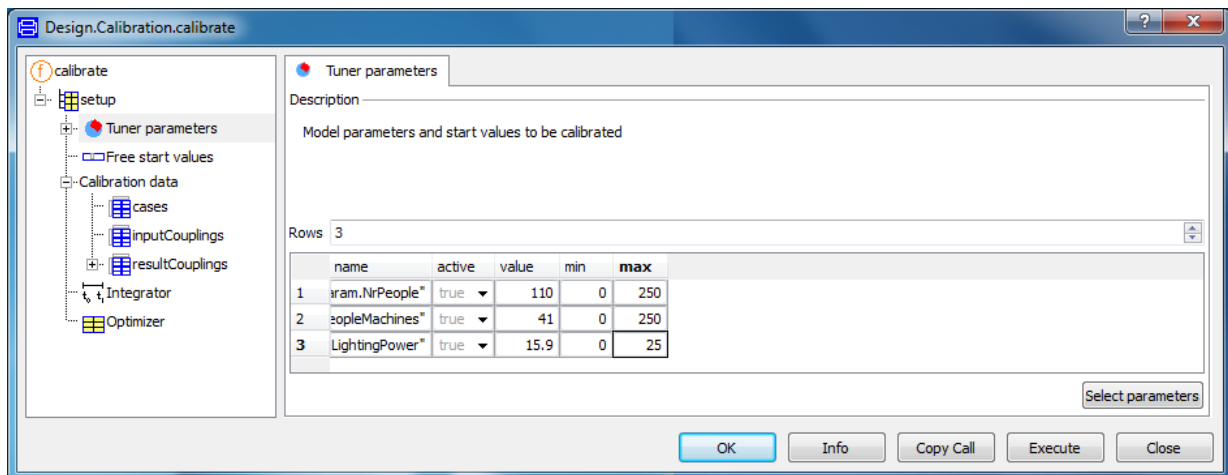 Design.Calibration.calibrate
?
X
f calibrate
setup
Tuner parameters
Free start values
Calibration data
cases
inputCouplings
resultCouplings
t₀ t₁ Integrator
Optimizer
Tuner parameters
Description
Model parameters and start values to be calibrated
Rows 3
name active value min max
1 aram.NrPeople" true 110 0 250
2 eopleMachines" true 41 0 250
3 LightingPower" true 15.9 0 25
Select parameters
OK Info Copy Call Execute Close